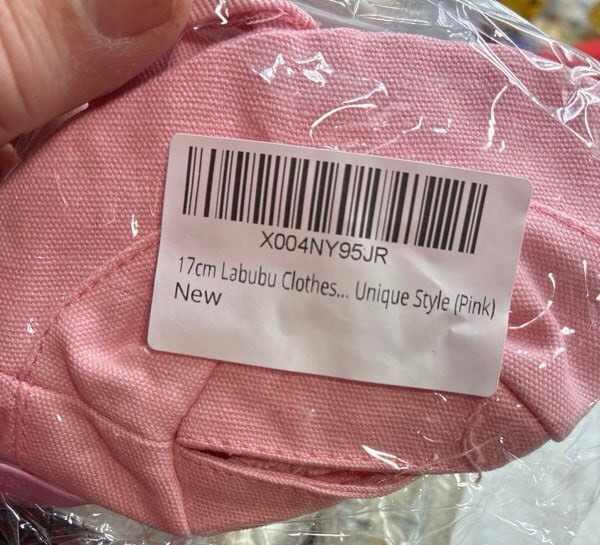 X004NY95JR
17cm Labubu Clothes... Unique Style (Pink)
New